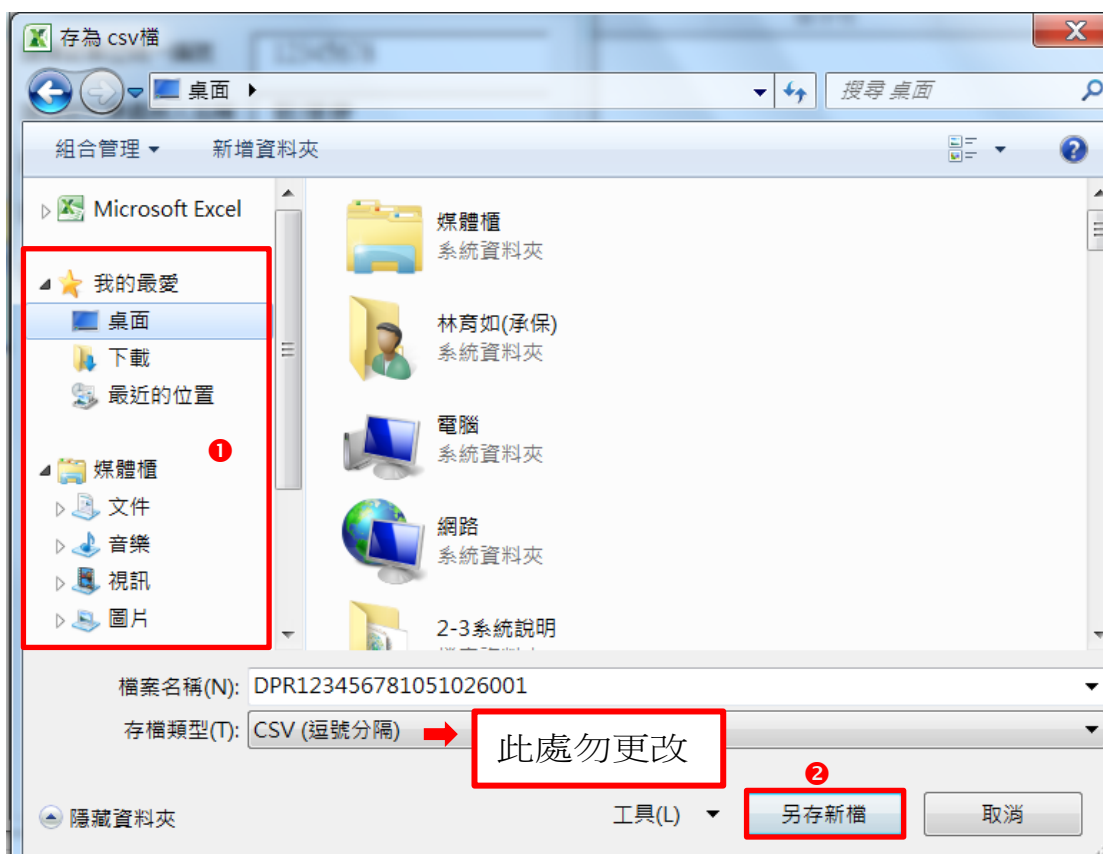 存為 csv檔
桌面
搜尋 桌面
組合管理
新增資料夾
Microsoft Excel
我的最愛
桌面
下載
最近的位置
❶
媒體櫃
文件
音樂
視訊
圖片
媒體櫃
系統資料夾
林育如(承保)
系統資料夾
電腦
系統資料夾
網路
系統資料夾
2-3系統說明
檔案名稱(N): DPR123456781051026001
存檔類型(T): CSV (逗號分隔)
此處勿更改
❷
隱藏資料夾
工具(L)
另存新檔
取消